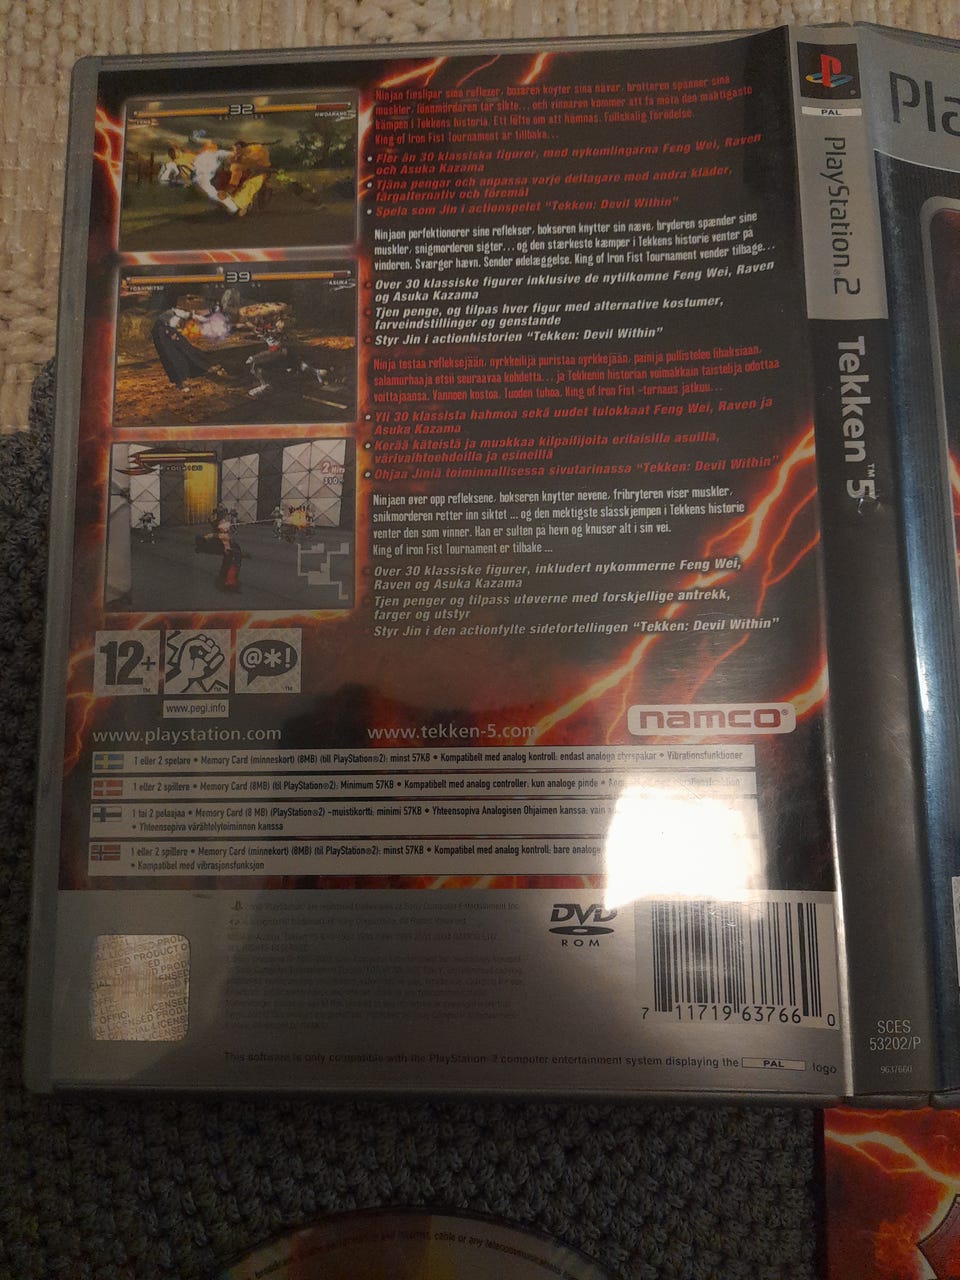 Ninjan finslipar sina reflexer, boxaren knyter sina nävar, brottaren spänner sina
muskler, lönnmördaren tar sikte... och vinnaren kommer att få möta den mäktigaste
kämpen i Tekkens historia. Ett löfte om att hämnas. Fullskalig förödelse.
King of Iron Fist Tournament är tillbaka...
• Fler än 30 klassiska figurer, med nykomlingarna Feng Wei, Raven
och Asuka Kazama
• Tjäna pengar och anpassa varje deltagare med andra kläder,
färgalternativ och föremål
• Spela som Jin i actionspelet "Tekken: Devil Within"
Ninjaen perfektionerer sine reflekser, bokseren knytter sin næve, bryderen spænder sine
muskler, snigmorderen sigter... og den stærkeste kæmper i Tekkens historie venter på
vinderen. Sværger hævn. Sender ødelæggelse. King of Iron Fist Tournament vender tilbage...
• Over 30 klassiske figurer inklusive de nytilkomne Feng Wei, Raven
og Asuka Kazama
• Tjen penge, og tilpas hver figur med alternative kostumer,
farveindstillinger og genstande
• Styr Jin i actionhistorien "Tekken: Devil Within"
Ninja testaa refleksejään, nyrkkeilijä puristaa nyrkkejään, painija pullistelee lihaksiaan,
salamurhaaja etsii seuraavaa kohdetta... ja Tekkenin historian voimakkain taistelija odottaa
voittajaansa. Vannoen kostoa. Tuoden tuhoa. King of Iron Fist -turnaus jatkuu...
• Yli 30 klassista hahmoa sekä uudet tulokkaat Feng Wei, Raven ja
Asuka Kazama
• Kerää käteistä ja muokkaa kilpailijoita erilaisilla asuilla,
värivaihtoehdoilla ja esineillä
• Ohjaa Jiniä toiminnallisessa sivutarinassa "Tekken: Devil Within"
Ninjaen øver opp refleksene, bokseren knytter nevene, fribryteren viser muskler,
snikmorderen retter inn siktet ... og den mektigste slasskjempen i Tekkens historie
venter den som vinner. Han er sulten på hevn og knuser alt i sin vei.
King of Iron Fist Tournament er tilbake ...
• Over 30 klassiske figurer, inkludert nykommerne Feng Wei,
Raven og Asuka Kazama
• Tjen penger og tilpass utøverne med forskjellige antrekk,
farger og utstyr
• Styr Jin i den actionfylte sidefortellingen "Tekken: Devil Within"
32
HWOARANG
39
YOSHIMITSU
ASUKA
2 Hits
12+
@*!
www.pegi.info
www.playstation.com
www.tekken-5.com
namco
1 eller 2 spelare • Memory Card (minneskort) (8MB) (till PlayStation®2): minst 57KB • Kompatibelt med analog kontroll: endast analoga styrspakar • Vibrationsfunktioner
1 eller 2 spillere • Memory Card (8MB) (til PlayStation®2): Minimum 57KB • Kompatibelt med analog controller: kun analoge pinde
1 tai 2 pelaajaa • Memory Card (8 MB) (PlayStation®2) -muistikortti: minimi 57KB • Yhteensopiva Analogisen Ohjaimen kanssa: vain
• Yhteensopiva värähtelytoiminnon kanssa
1 eller 2 spillere • Memory Card (minnekort) (8MB) (til PlayStation®2): minst 57KB • Kompatibel med analog kontroll: bare analoge
• Kompatibel med vibrasjonsfunksjon
DVD
ROM
7 11719 63766 0
This software is only compatible with the PlayStation 2 computer entertainment system displaying the PAL logo
PAL
PlayStation®2
Tekken™5
SCES
53202/P
9637660
Pla